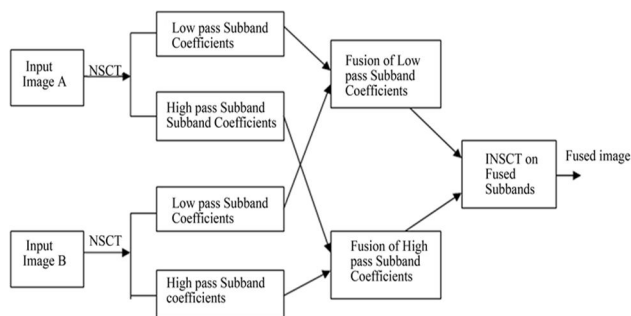 Input
Image A
NSCT
Low pass Subband
Coefficients
High pass Subband
Subband Coefficients
Fusion of Low
pass Subband
Coefficients
INSCT on
Fused
Subbands
Fused image
Input
Image B
NSCT
Low pass Subband
Coefficients
High pass Subband
coefficients
Fusion of High
pass Subband
Coefficients